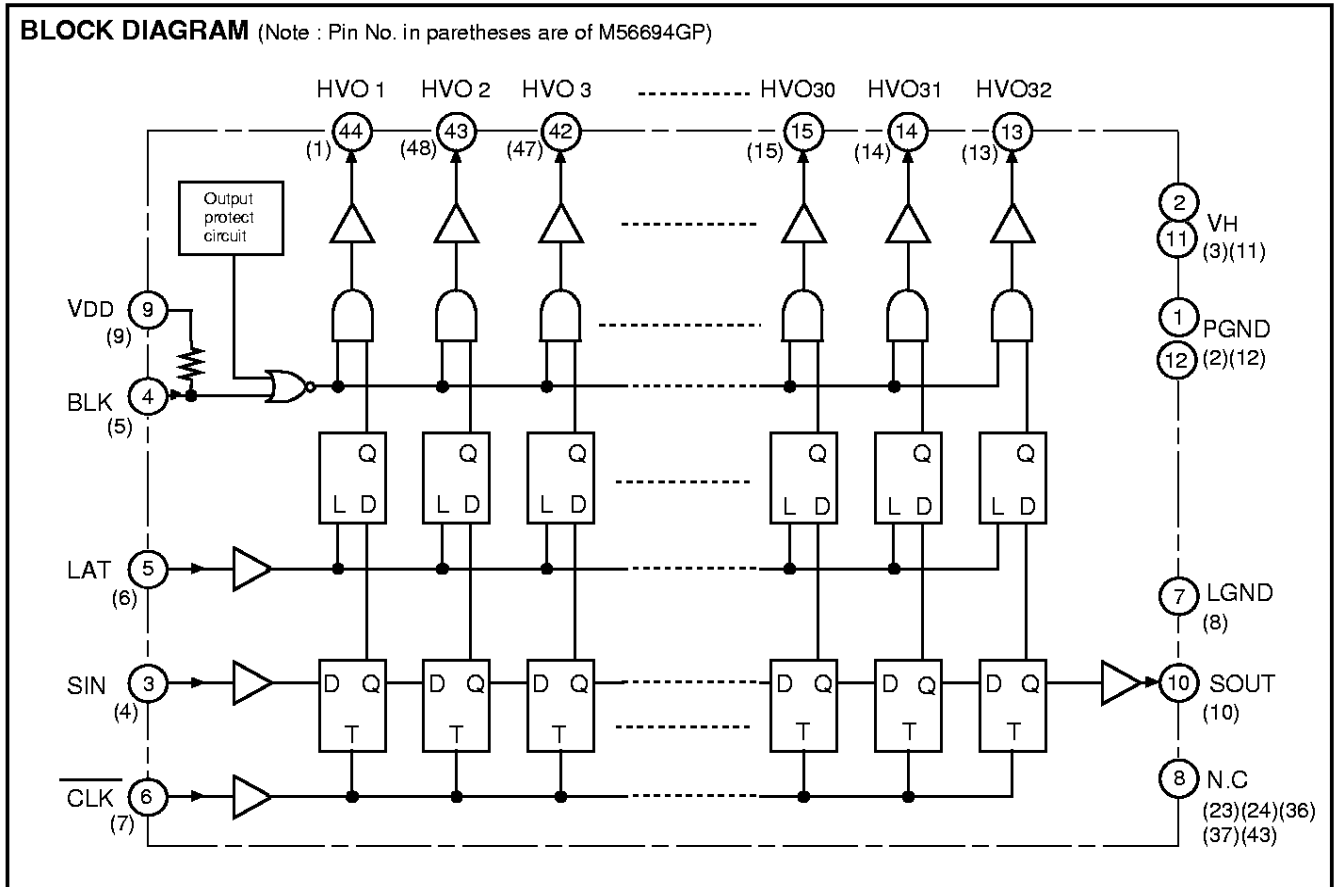 BLOCK DIAGRAM (Note : Pin No. in paretheses are of M56694GP)
HVO 1 HVO 2 HVO 3 HVO30 HVO31 HVO32
44 43 42 15 14 13
(1) (48) (47) (15) (14) (13)
Output
protect
circuit
2
VH
11
(3)(11)
VDD 9
(9)
1
PGND
12 (2)(12)
BLK 4
(5)
Q Q Q Q Q Q
L D L D L D L D L D L D
LAT 5
(6)
7 LGND
(8)
SIN 3
(4)
D Q D Q D Q D Q D Q D Q
T T T T T T
10 SOUT
(10)
CLK 6
(7)
8 N.C
(23)(24)(36)
(37)(43)